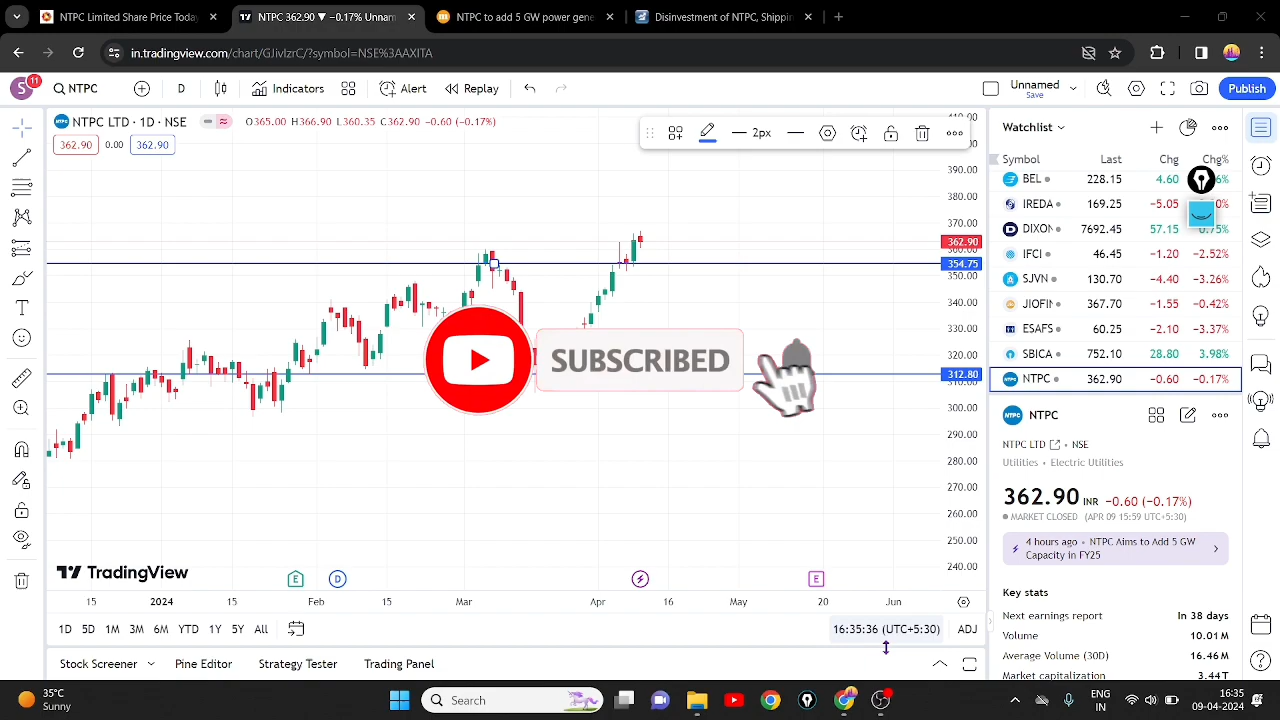 NTPC Limited Share Price Today
NTPC 362.90 ▼ −0.17% Unnam
NTPC to add 5 GW power gene
Disinvestment of NTPC, Shippin
in.tradingview.com/chart/GJivlzrC/?symbol=NSE%3AAXITA
S
11
NTPC
D
Indicators
Alert
Replay
Unnamed
Save
Publish
NTPC LTD · 1D · NSE
O365.00 H366.90 L360.35 C362.90 −0.60 (−0.17%)
362.90
0.00
362.90
2px
390.00
380.00
370.00
362.90
360.00
354.75
350.00
340.00
330.00
320.00
312.80
310.00
300.00
290.00
280.00
270.00
260.00
250.00
240.00
SUBSCRIBED
TradingView
E
D
E
15
2024
15
Feb
15
Mar
Apr
16
May
20
Jun
1D
5D
1M
3M
6M
YTD
1Y
5Y
All
16:35:36 (UTC+5:30)
ADJ
Stock Screener
Pine Editor
Strategy Tester
Trading Panel
Watchlist
Symbol Last Chg Chg%
BEL 228.15 4.60
IREDA 169.25 −5.05
DIXON 7692.45 57.15 0.75%
IFCI 46.45 −1.20 −2.52%
SJVN 130.70 −4.40 −3.26%
JIOFIN 367.70 −1.55 −0.42%
ESAFS 60.25 −2.10 −3.37%
SBICA 752.10 28.80 3.98%
NTPC 362.90 −0.60 −0.17%
NTPC
NTPC LTD · NSE
Utilities · Electric Utilities
362.90 INR −0.60 (−0.17%)
MARKET CLOSED (APR 09 15:59 UTC+5:30)
4 hours ago · NTPC Aims to Add 5 GW
Capacity in FY25
Key stats
Next earnings report In 38 days
Volume 10.01M
Average Volume (30D) 16.46M
Market capitalization 3.44T
35°C
Sunny
Search
ENG
IN
16:35
09-04-2024